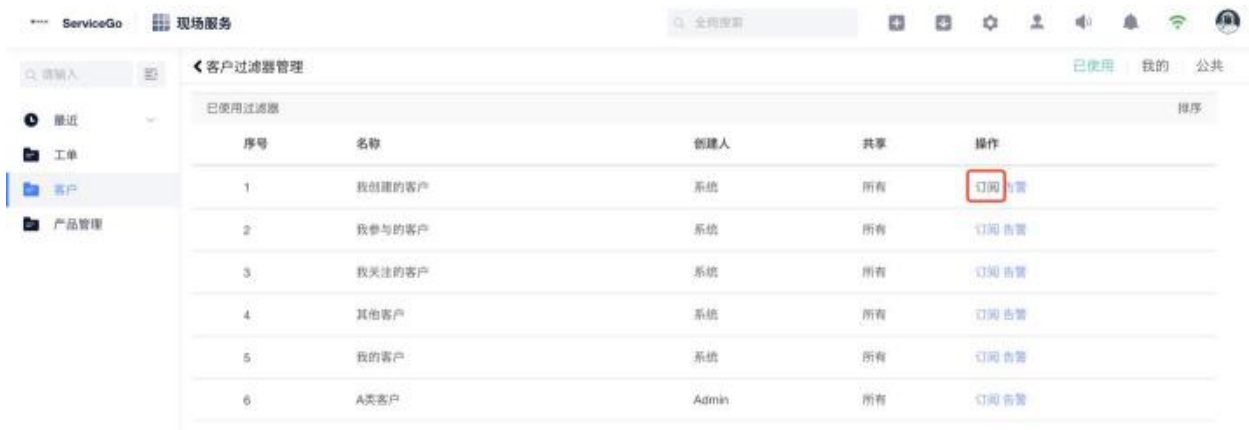 ServiceGo 现场服务 全局搜索
请输入 客户过滤器管理 已使用 我的 公共
最近
工单
客户
产品管理
已使用过滤器 排序
序号 名称 创建人 共享 操作
1 我创建的客户 系统 所有 订阅 告警
2 我参与的客户 系统 所有 订阅 告警
3 我关注的客户 系统 所有 订阅 告警
4 其他客户 系统 所有 订阅 告警
5 我的客户 系统 所有 订阅 告警
6 A类客户 Admin 所有 订阅 告警